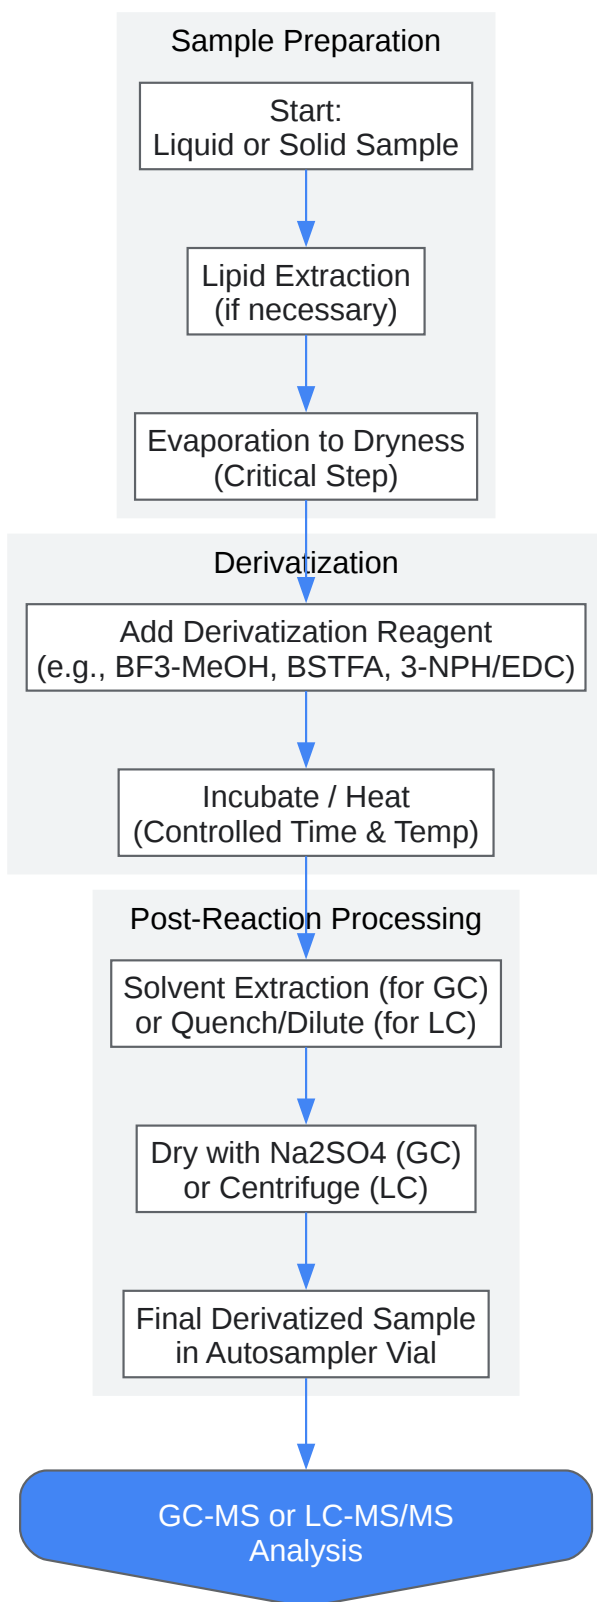 Sample Preparation
Start:
Liquid or Solid Sample
Lipid Extraction
(if necessary)
Evaporation to Dryness
(Critical Step)
Derivatization
Add Derivatization Reagent
(e.g., BF3-MeOH, BSTFA, 3-NPH/EDC)
Incubate / Heat
(Controlled Time & Temp)
Post-Reaction Processing
Solvent Extraction (for GC)
or Quench/Dilute (for LC)
Dry with Na2SO4 (GC)
or Centrifuge (LC)
Final Derivatized Sample
in Autosampler Vial
GC-MS or LC-MS/MS
Analysis